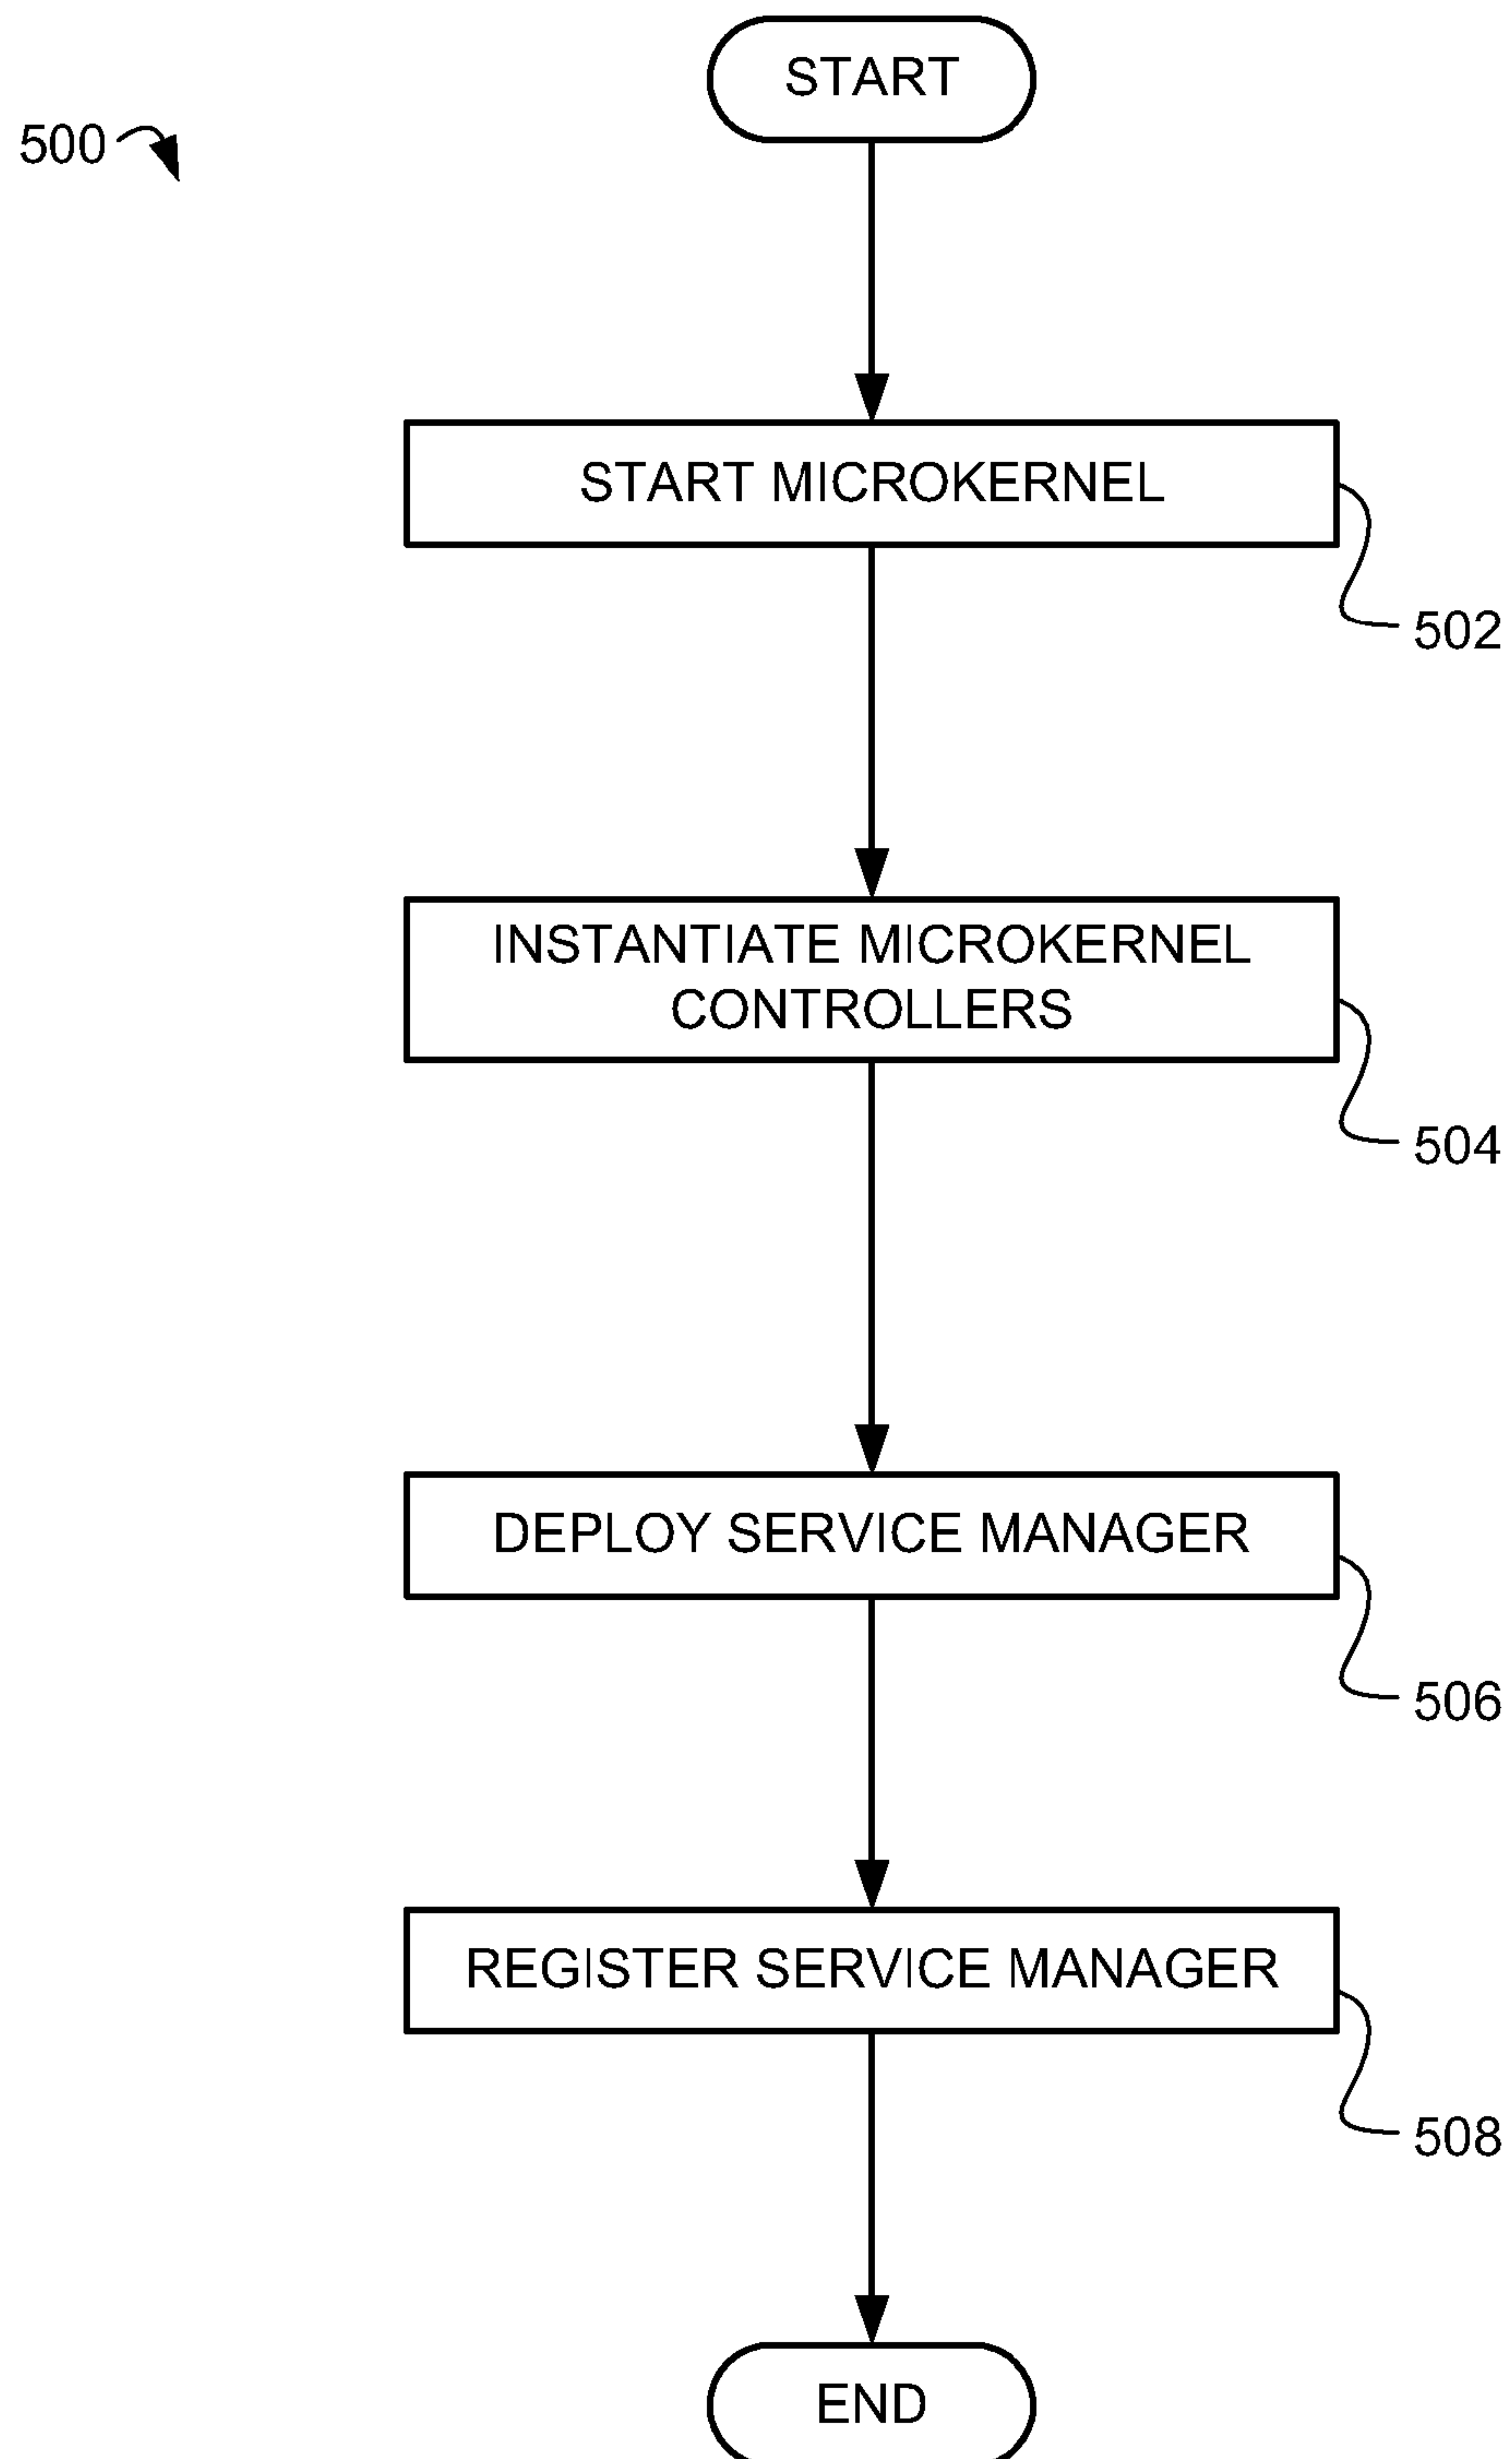 START
500
START MICROKERNEL
502
INSTANTIATE MICROKERNEL
CONTROLLERS
504
DEPLOY SERVICE MANAGER
506
REGISTER SERVICE MANAGER
508
END